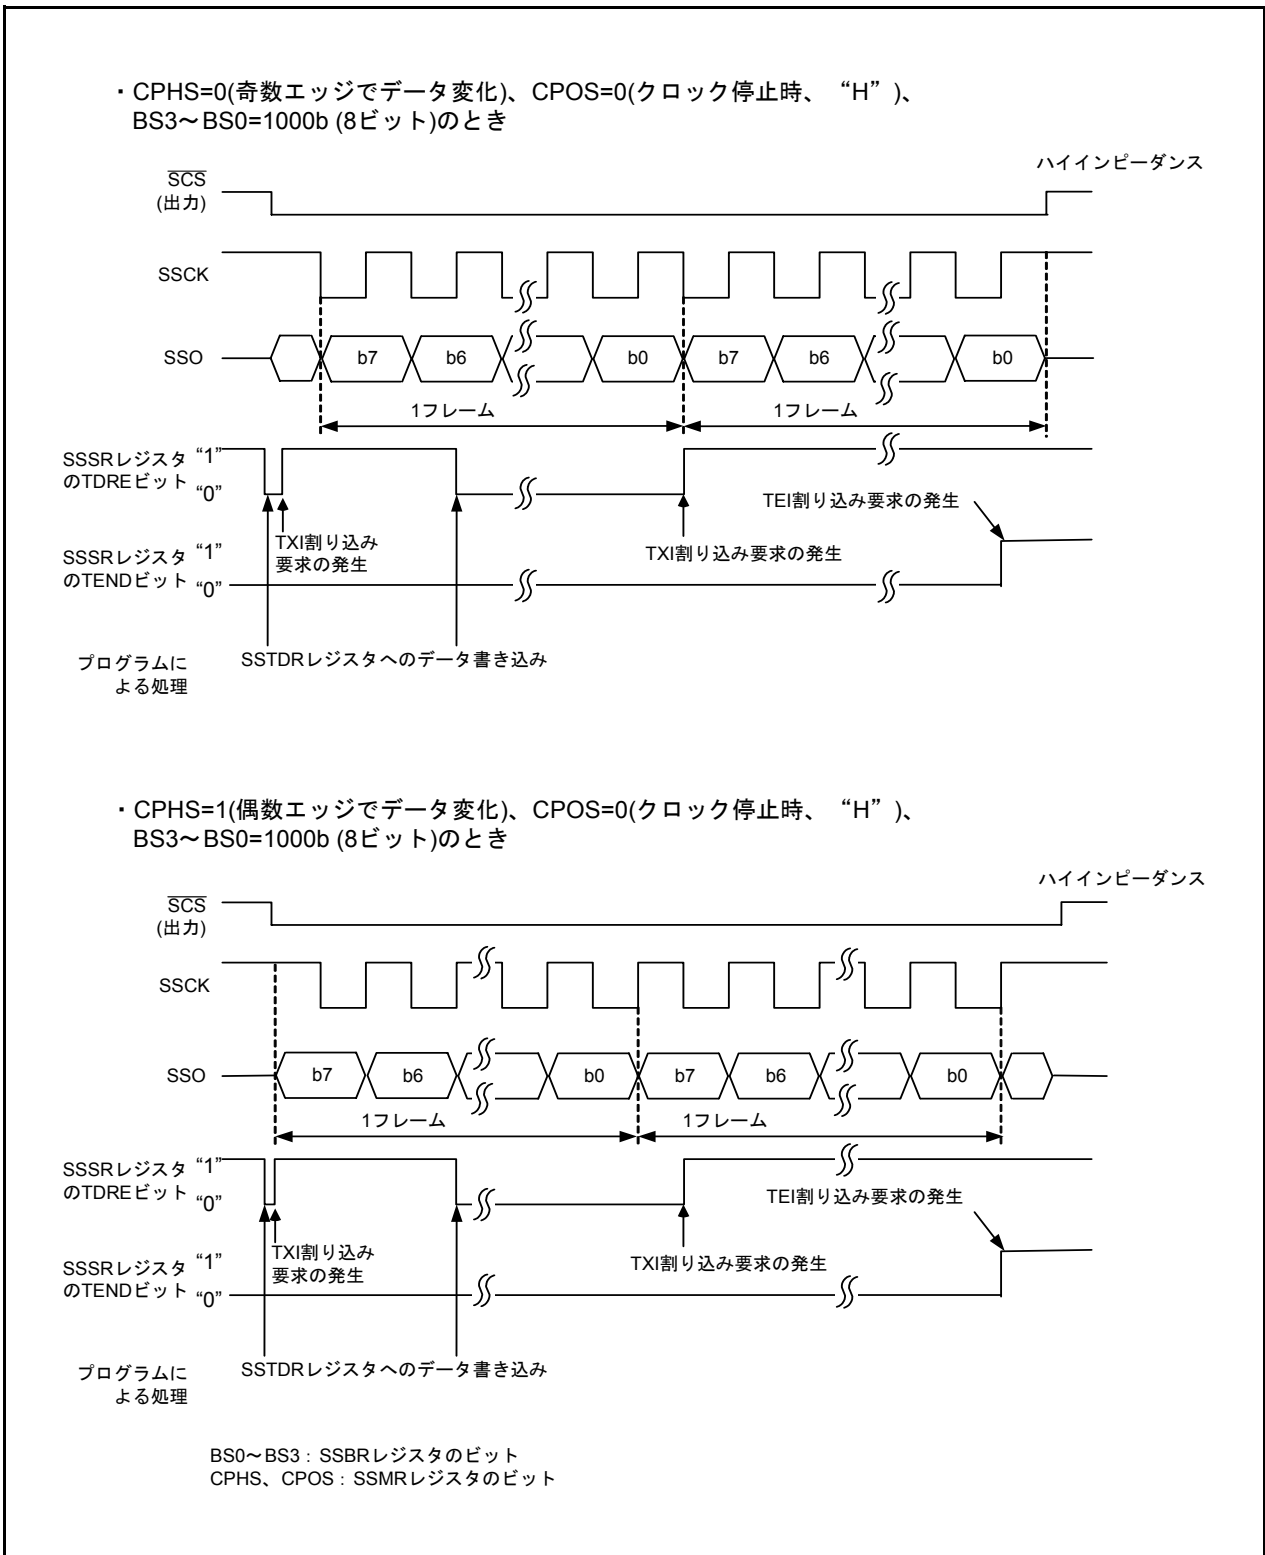 ・CPHS=0(奇数エッジでデータ変化)、CPOS=0(クロック停止時、“H”)、
BS3～BS0=1000b (8ビット)のとき
ハイインピーダンス
SCS
(出力)
SSCK
SSO
b7
b6
b0
b7
b6
b0
1フレーム
1フレーム
SSSRレジスタ “1”
のTDREビット “0”
TEI割り込み要求の発生
TXI割り込み
要求の発生
TXI割り込み要求の発生
SSSRレジスタ “1”
のTENDビット “0”
SSTDRレジスタへのデータ書き込み
プログラムに
よる処理
・CPHS=1(偶数エッジでデータ変化)、CPOS=0(クロック停止時、“H”)、
BS3～BS0=1000b (8ビット)のとき
ハイインピーダンス
SCS
(出力)
SSCK
SSO
b7
b6
b0
b7
b6
b0
1フレーム
1フレーム
SSSRレジスタ “1”
のTDREビット “0”
TEI割り込み要求の発生
TXI割り込み
要求の発生
TXI割り込み要求の発生
SSSRレジスタ “1”
のTENDビット “0”
SSTDRレジスタへのデータ書き込み
プログラムに
よる処理
BS0～BS3：SSBRレジスタのビット
CPHS、CPOS：SSMRレジスタのビット